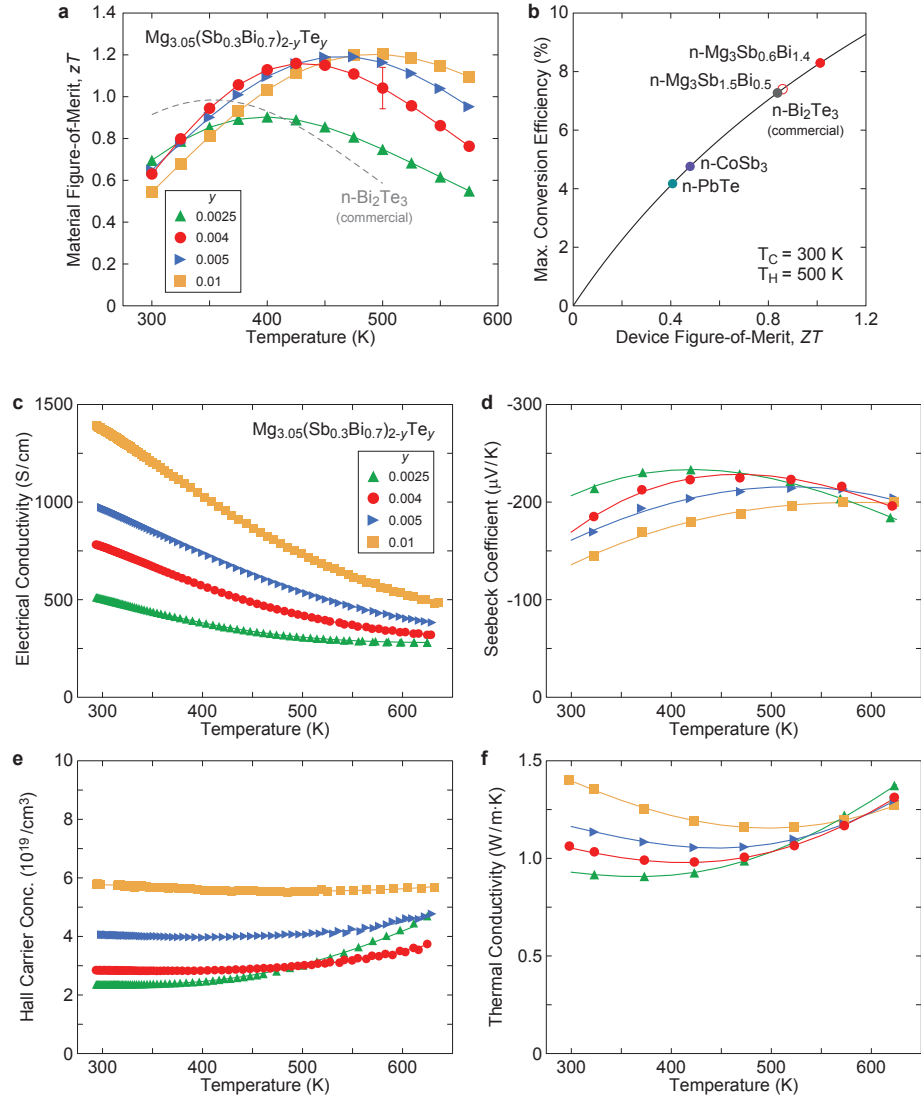 a
Mg3.05(Sb0.3Bi0.7)2-yTey
Material Figure-of-Merit, zT
1.4
1.2
1.0
0.8
0.6
0.4
0.2
0
y
0.0025
0.004
0.005
0.01
n-Bi2Te3
(commercial)
300
400
500
600
Temperature (K)
b
Max. Conversion Efficiency (%)
10
8
6
4
2
0
n-Mg3Sb0.6Bi1.4
n-Mg3Sb1.5Bi0.5
n-Bi2Te3
(commercial)
n-CoSb3
n-PbTe
TC = 300 K
TH = 500 K
0
0.4
0.8
1.2
Device Figure-of-Merit, ZT
c
Mg3.05(Sb0.3Bi0.7)2-yTey
Electrical Conductivity (S/cm)
1500
1000
500
0
y
0.0025
0.004
0.005
0.01
300
400
500
600
Temperature (K)
d
Seebeck Coefficient (μV/K)
-300
-200
-100
0
300
400
500
600
Temperature (K)
e
Hall Carrier Conc. (10^19/cm^3)
10
8
6
4
2
0
300
400
500
600
Temperature (K)
f
Thermal Conductivity (W/m·K)
1.5
1.0
0.5
0
300
400
500
600
Temperature (K)